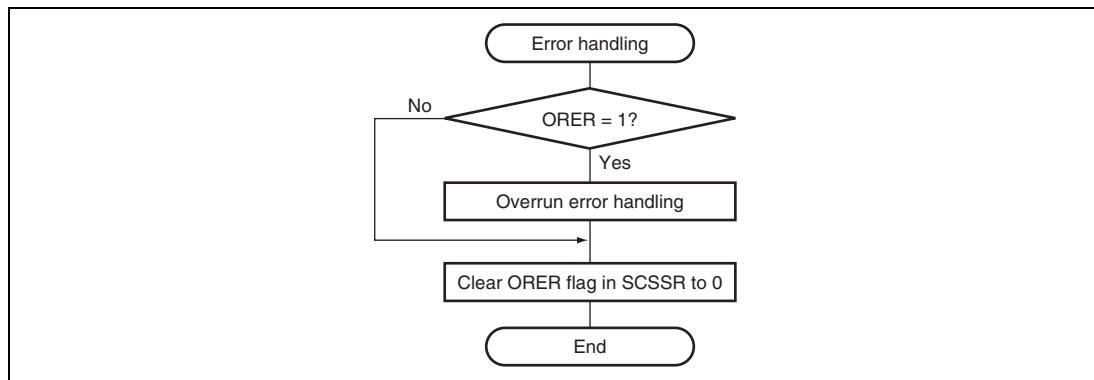 Error handling
No
ORER = 1?
Yes
Overrun error handling
Clear ORER flag in SCSSR to 0
End